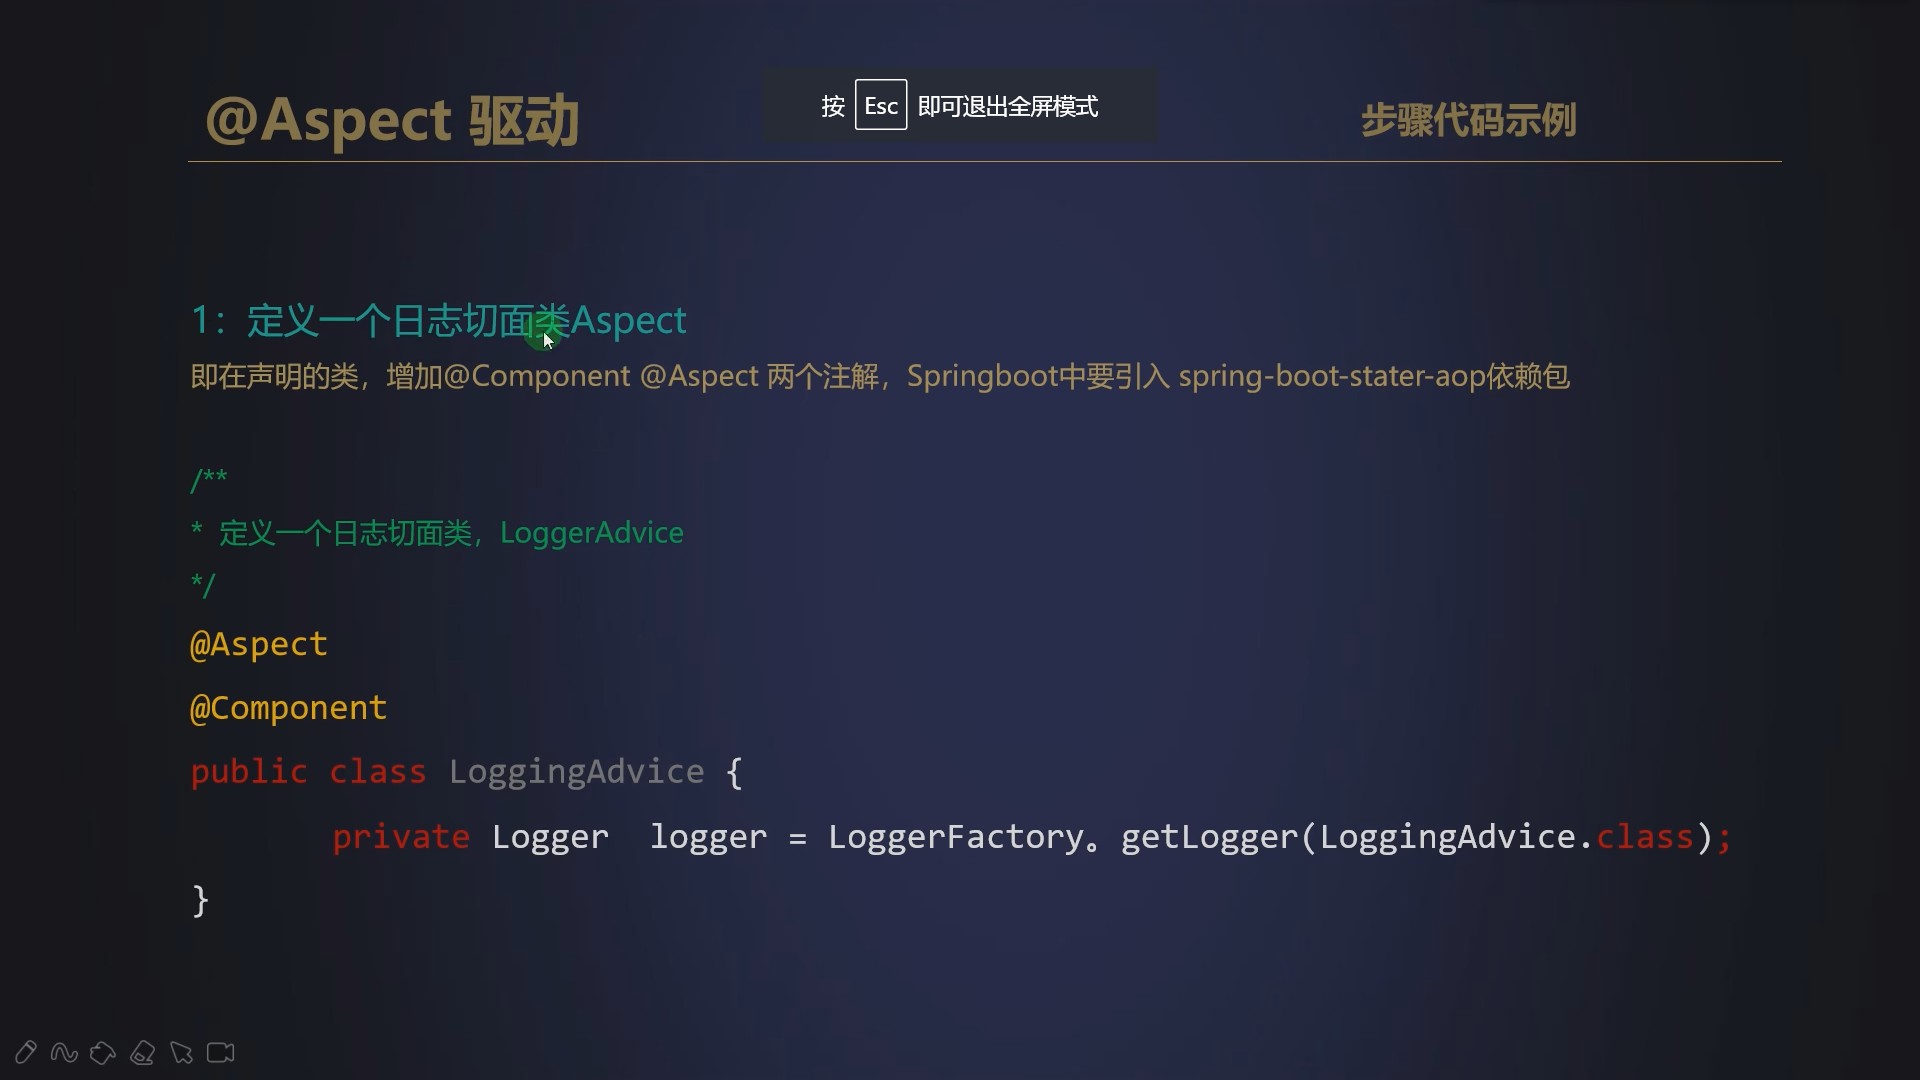 @Aspect 驱动
按 Esc 即可退出全屏模式
步骤代码示例
1：定义一个日志切面类Aspect
即在声明的类，增加@Component @Aspect 两个注解，Springboot中要引入 spring-boot-stater-aop依赖包
/**
* 定义一个日志切面类，LoggerAdvice
*/
@Aspect
@Component
public class LoggingAdvice {
private Logger  logger = LoggerFactory。getLogger(LoggingAdvice.class);
}